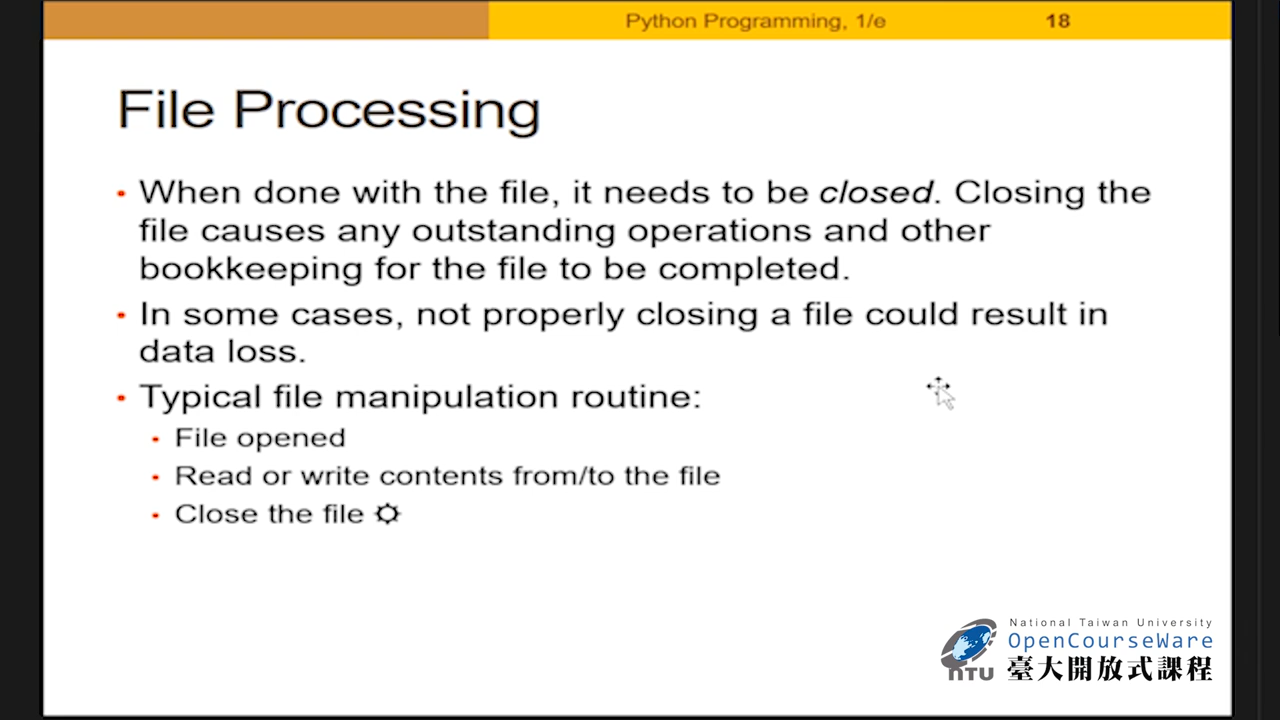 Python Programming, 1/e 18
File Processing
• When done with the file, it needs to be closed. Closing the
file causes any outstanding operations and other
bookkeeping for the file to be completed.
• In some cases, not properly closing a file could result in
data loss.
• Typical file manipulation routine:
• File opened
• Read or write contents from/to the file
• Close the file ☼
National Taiwan University
OpenCourseWare
NTU 臺大開放式課程